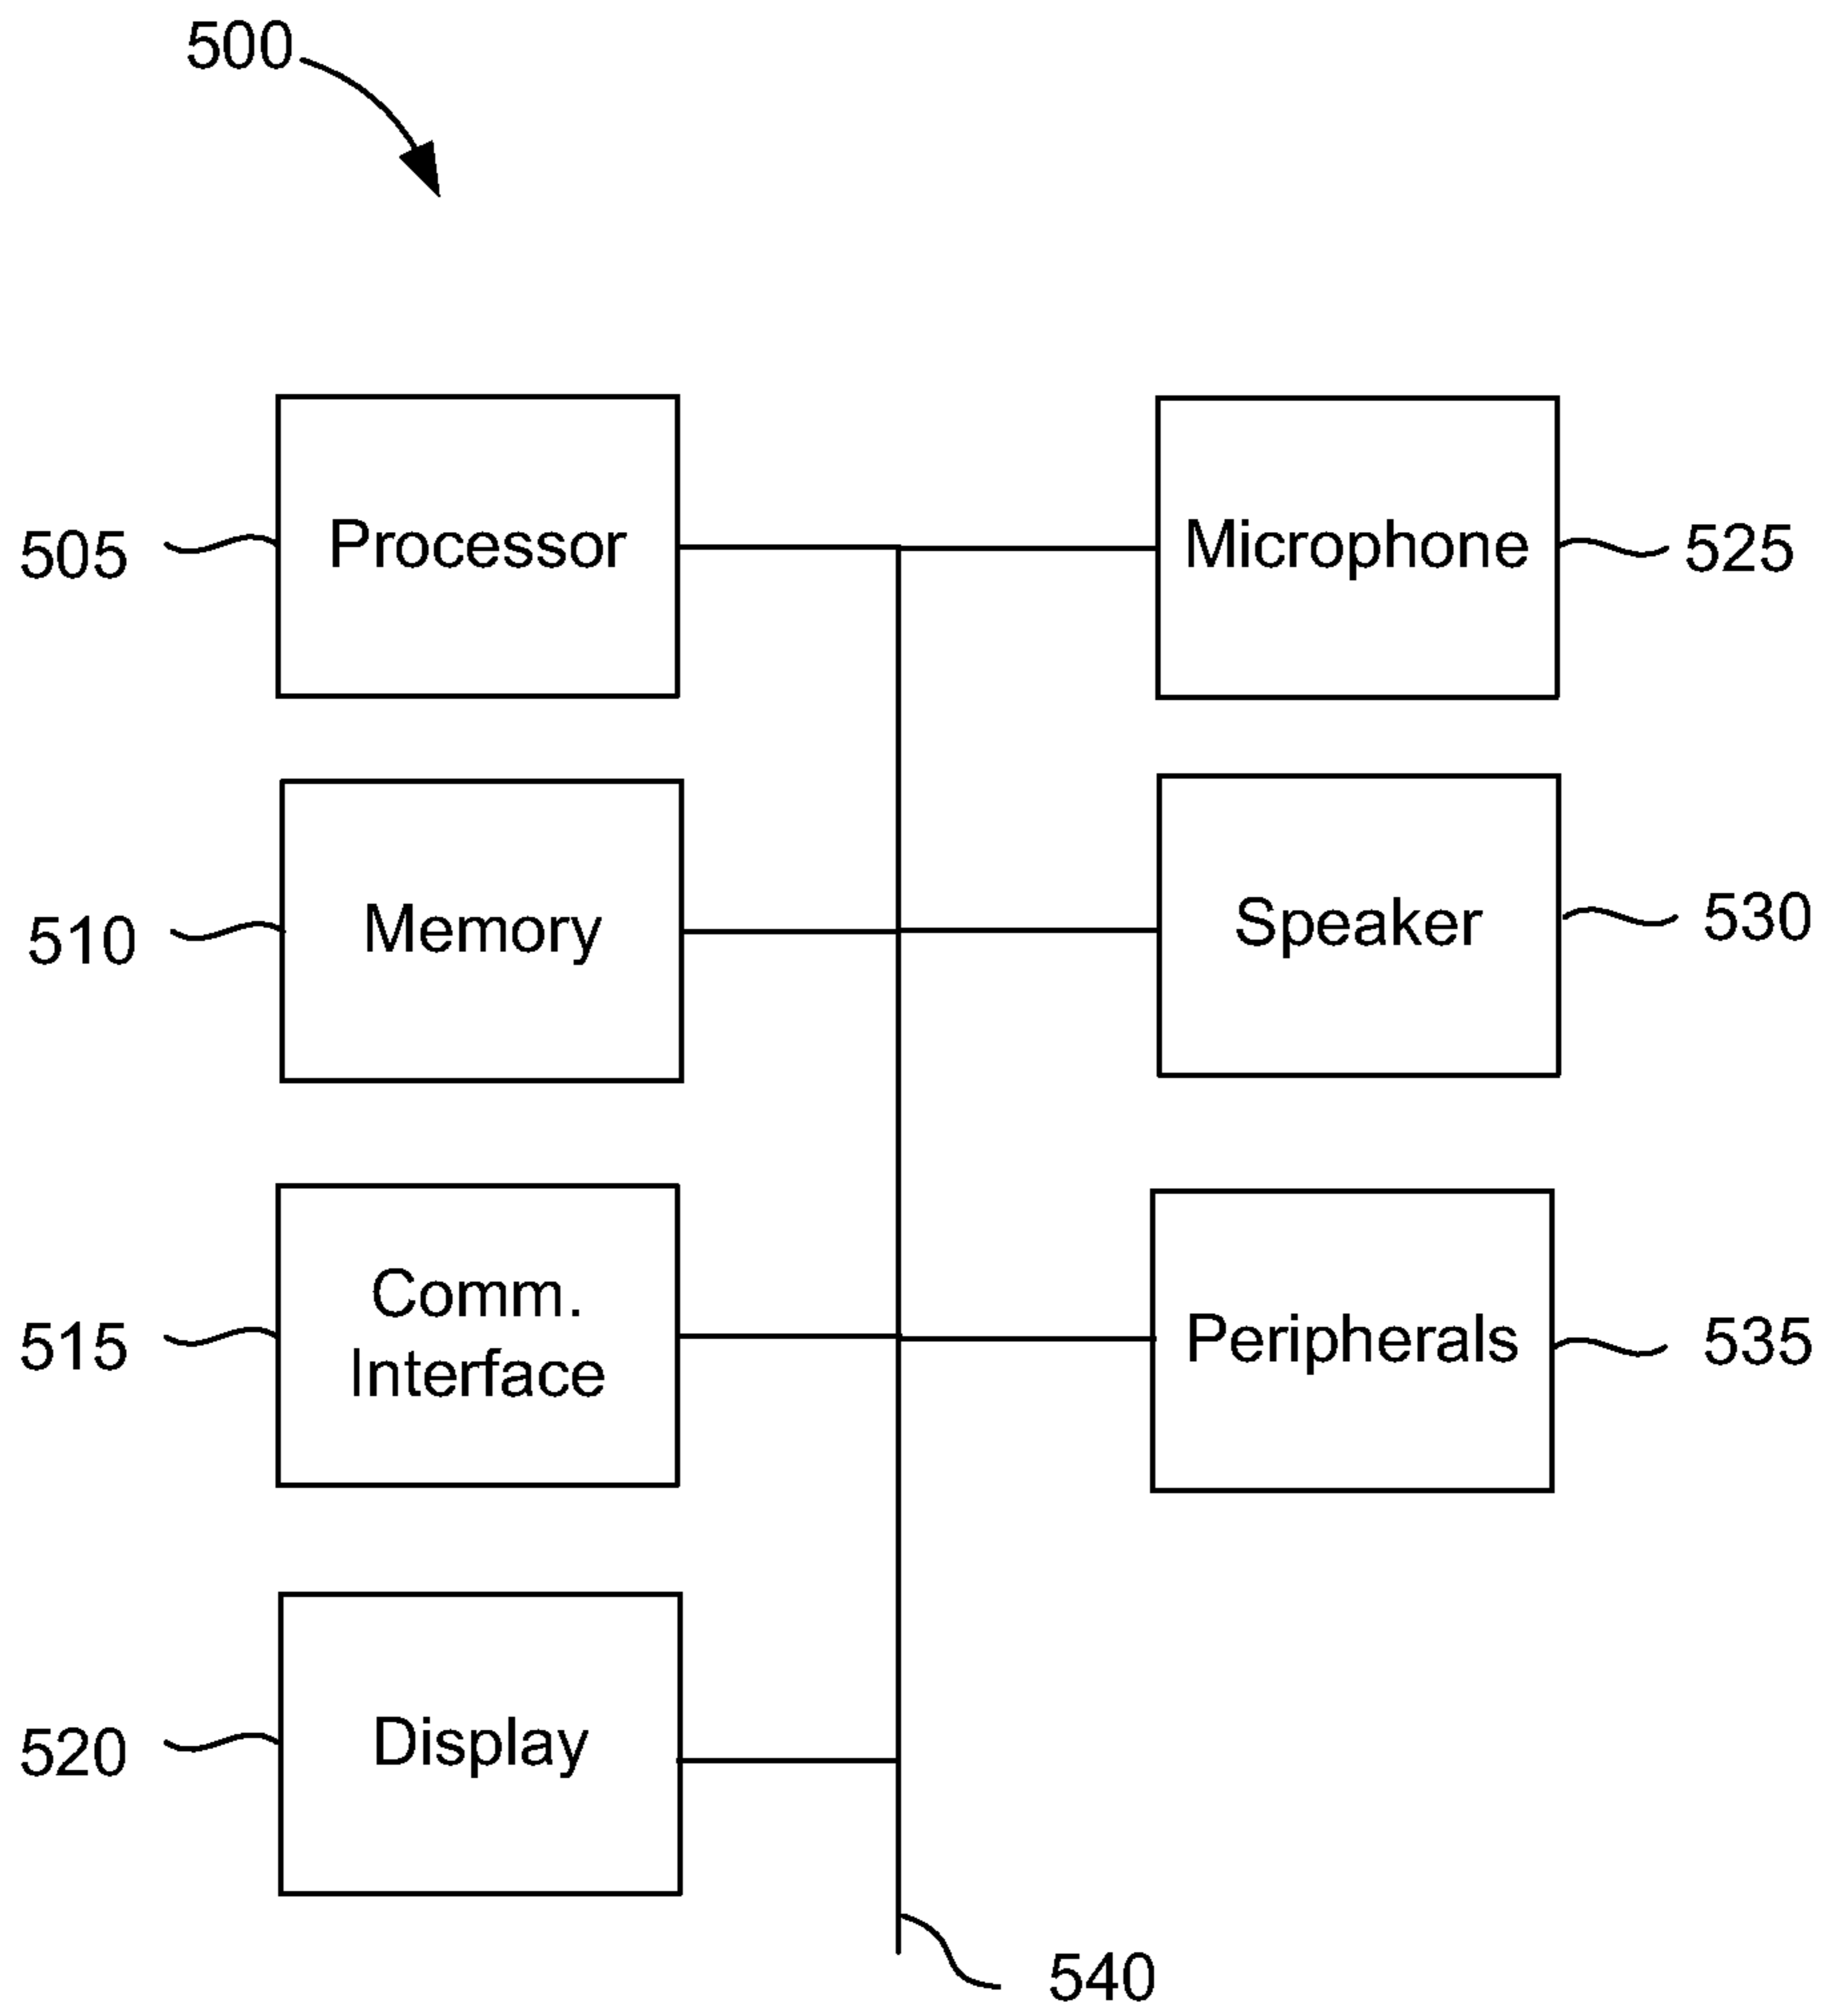 500
505
Processor
Microphone
525
510
Memory
Speaker
530
515
Comm.
Interface
Peripherals
535
520
Display
540